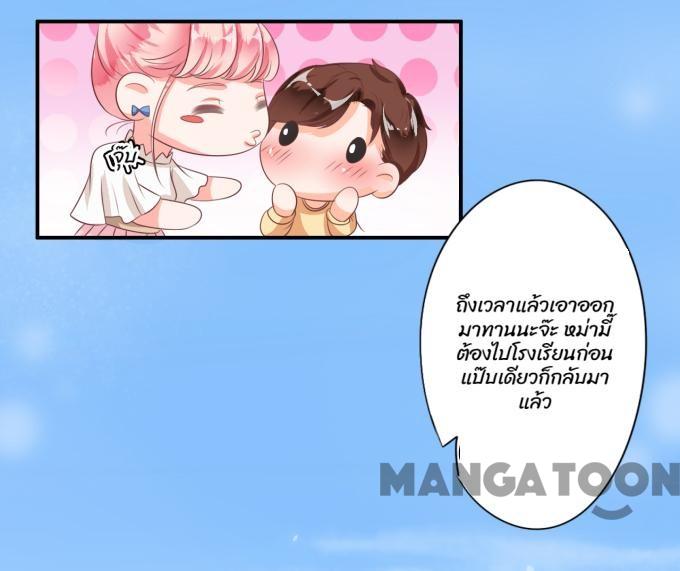 จุ๊บ
ถึงเวลาแล้วเอาออก
มาทานนะจ๊ะ หม่ามี๊
ต้องไปโรงเรียนก่อน
แป๊บเดียวก็กลับมา
แล้ว
MANGATOON